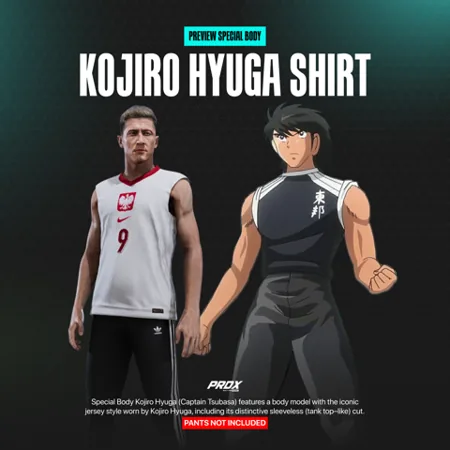 PREVIEW SPECIAL BODY
KOJIRO HYUGA SHIRT
9
東邦
PROX
Special Body Kojiro Hyuga (Captain Tsubasa) features a body model with the iconic
jersey style worn by Kojiro Hyuga, including its distinctive sleeveless (tank top-like) cut.
PANTS NOT INCLUDED